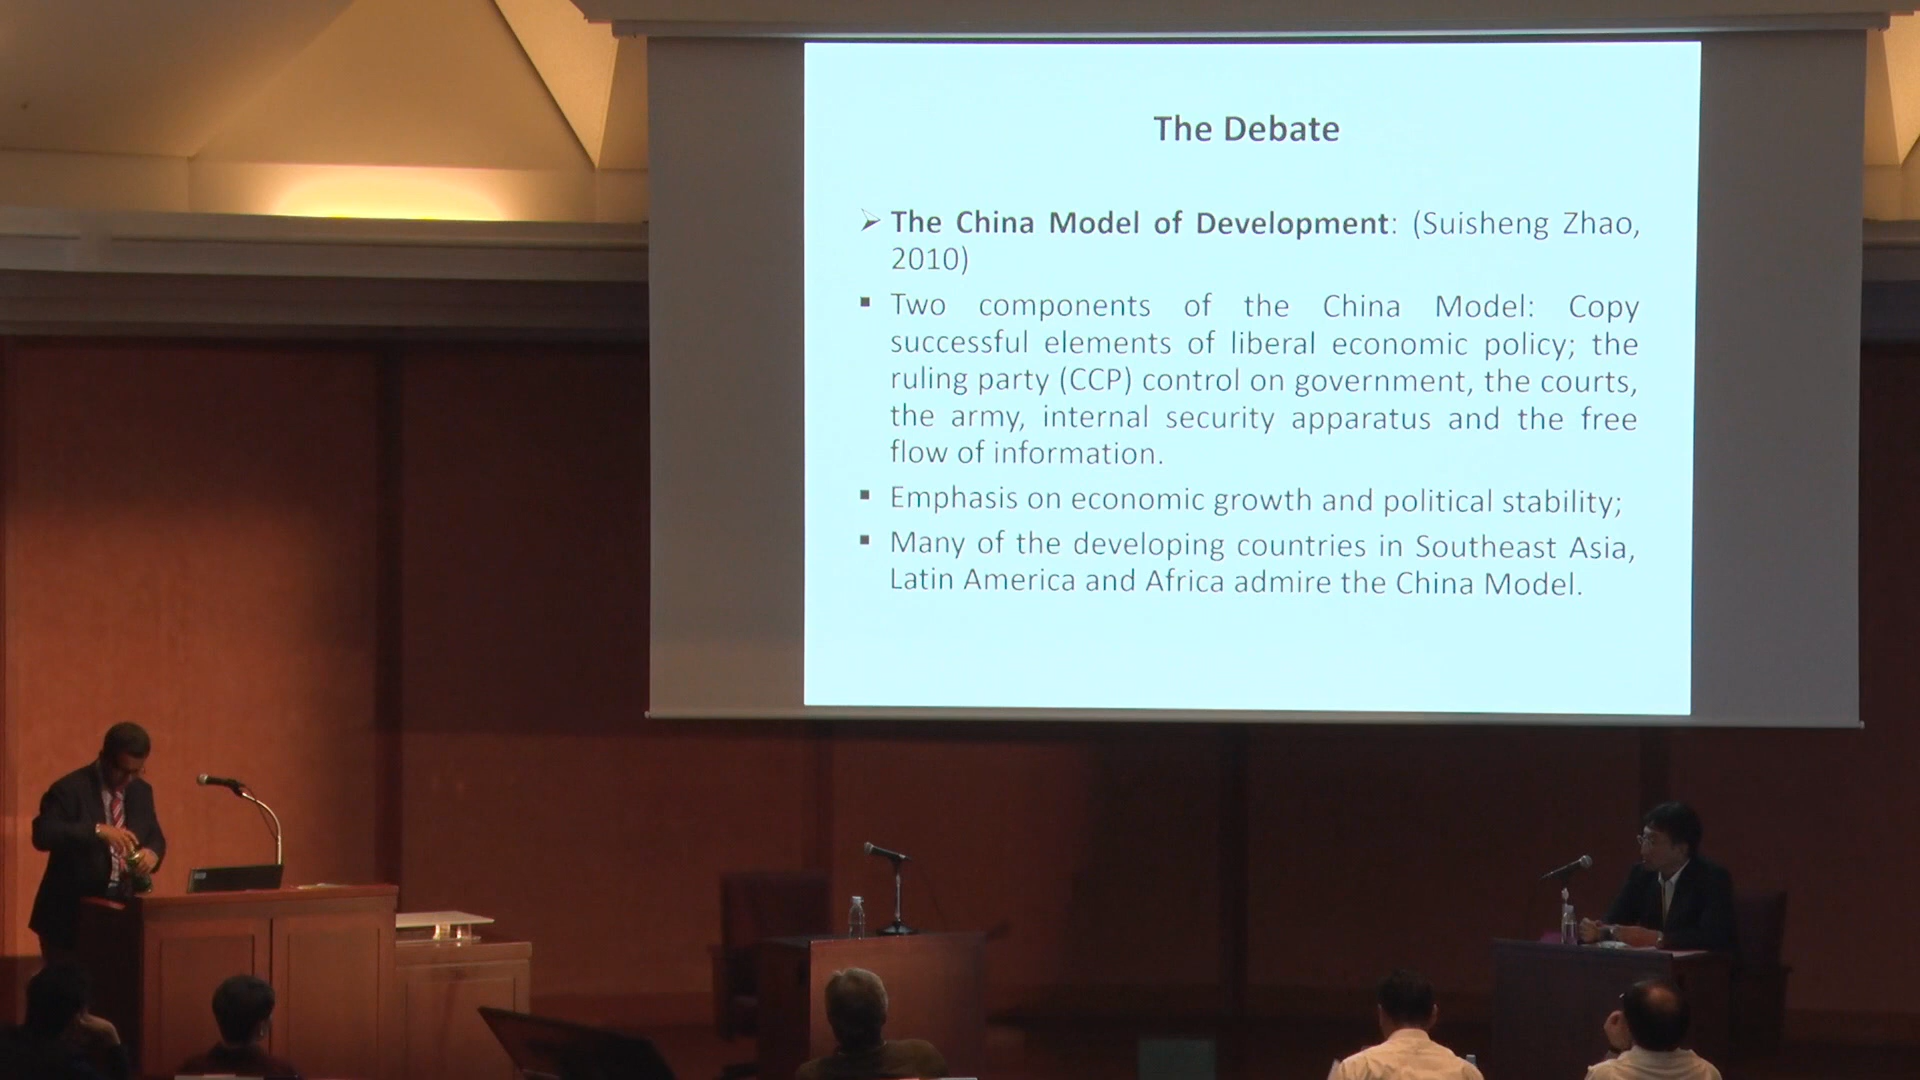 The Debate
➢ The China Model of Development: (Suisheng Zhao,
2010)
▪ Two components of the China Model: Copy
successful elements of liberal economic policy; the
ruling party (CCP) control on government, the courts,
the army, internal security apparatus and the free
flow of information.
▪ Emphasis on economic growth and political stability;
▪ Many of the developing countries in Southeast Asia,
Latin America and Africa admire the China Model.